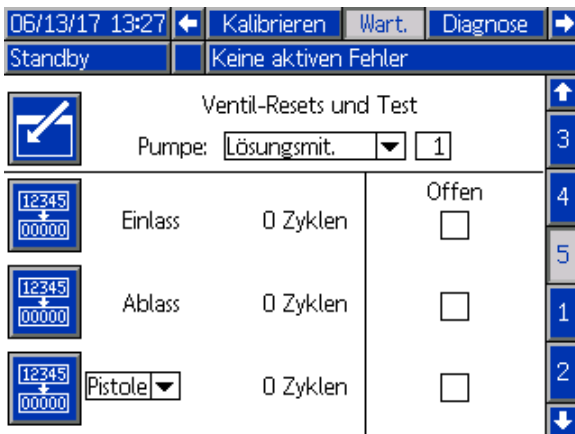 06/13/17 13:27 Kalibrieren Wart. Diagnose
Standby Keine aktiven Fehler
Ventil-Resets und Test
Pumpe: Lösungsmit. 1
3
Offen
4
12345
00000
Einlass 0 Zyklen
5
12345
00000
Ablass 0 Zyklen
1
12345
00000
Pistole 0 Zyklen
2